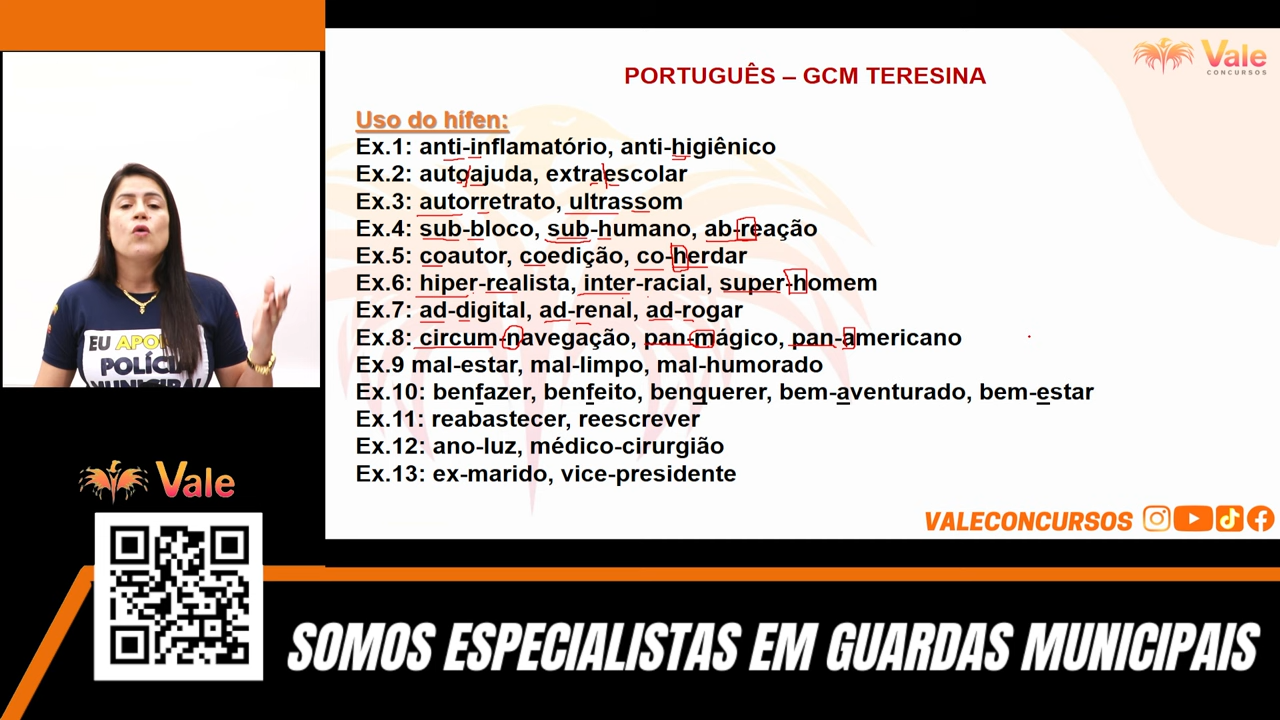 Vale
CONCURSOS
PORTUGUÊS – GCM TERESINA
Uso do hífen:
Ex.1: anti-inflamatório, anti-higiênico
Ex.2: autoajuda, extraescolar
Ex.3: autorretrato, ultrassom
Ex.4: sub-bloco, sub-humano, ab-reação
Ex.5: coautor, coedição, co-herdar
Ex.6: hiper-realista, inter-racial, super-homem
Ex.7: ad-digital, ad-renal, ad-rogar
Ex.8: circum-navegação, pan-mágico, pan-americano
Ex.9 mal-estar, mal-limpo, mal-humorado
Ex.10: benfazer, benfeito, benquerer, bem-aventurado, bem-estar
Ex.11: reabastecer, reescrever
Ex.12: ano-luz, médico-cirurgião
Ex.13: ex-marido, vice-presidente
EU APO
POLÍCI
MUNICIPAL
Vale
VALECONCURSOS
SOMOS ESPECIALISTAS EM GUARDAS MUNICIPAIS